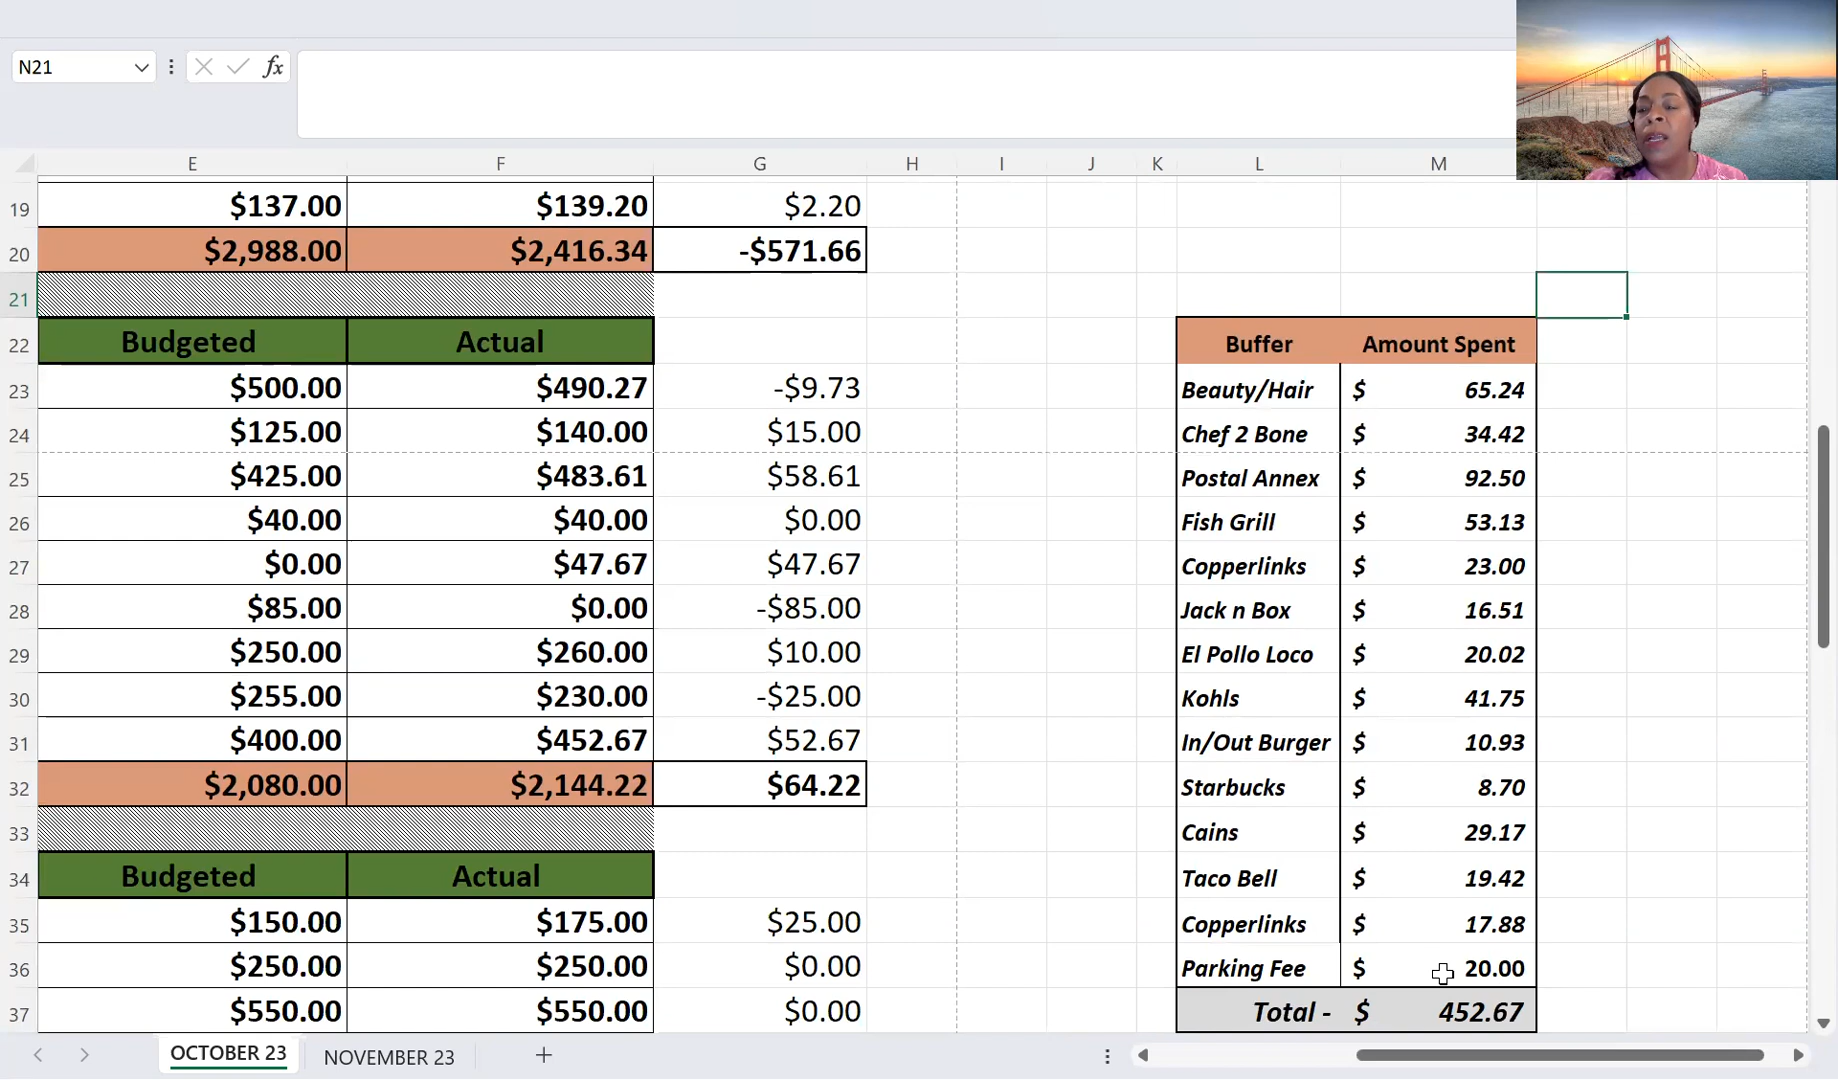 N21
fx
E F G H I J K L M
19 $137.00 $139.20 $2.20
20 $2,988.00 $2,416.34 -$571.66
21
22 Budgeted Actual Buffer Amount Spent
23 $500.00 $490.27 -$9.73 Beauty/Hair $ 65.24
24 $125.00 $140.00 $15.00 Chef 2 Bone $ 34.42
25 $425.00 $483.61 $58.61 Postal Annex $ 92.50
26 $40.00 $40.00 $0.00 Fish Grill $ 53.13
27 $0.00 $47.67 $47.67 Copperlinks $ 23.00
28 $85.00 $0.00 -$85.00 Jack n Box $ 16.51
29 $250.00 $260.00 $10.00 El Pollo Loco $ 20.02
30 $255.00 $230.00 -$25.00 Kohls $ 41.75
31 $400.00 $452.67 $52.67 In/Out Burger $ 10.93
32 $2,080.00 $2,144.22 $64.22 Starbucks $ 8.70
33 Cains $ 29.17
34 Budgeted Actual Taco Bell $ 19.42
35 $150.00 $175.00 $25.00 Copperlinks $ 17.88
36 $250.00 $250.00 $0.00 Parking Fee $ 20.00
37 $550.00 $550.00 $0.00 Total - $ 452.67
OCTOBER 23 NOVEMBER 23 +